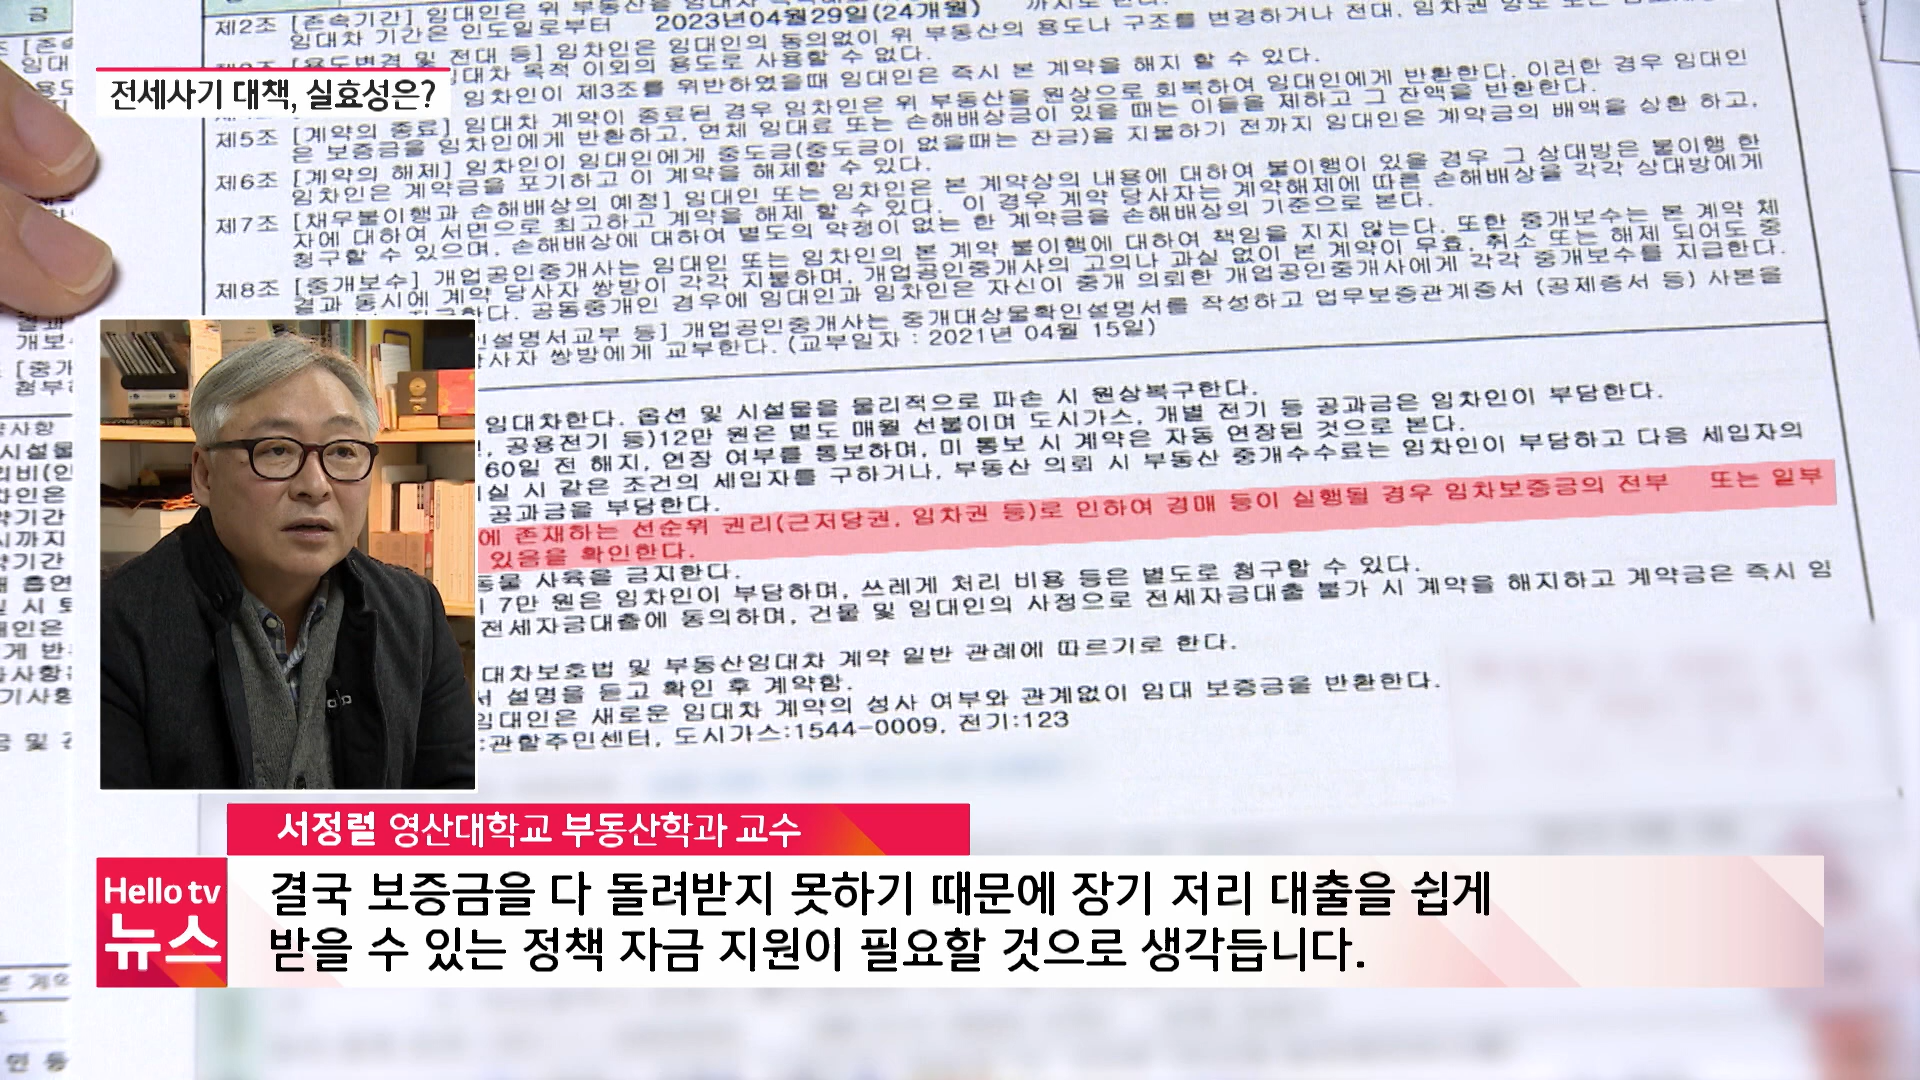 제2조 [존속기간] 임대인은 위 부동산을 임대차
임대차 기간은 인도일로부터 2023년04월29일(24개월) 까지로 한다.
[용도변경 및 전대 등] 임차인은 임대인의 동의없이 위 부동산의 용도나 구조를 변경하거나 전대, 임차권 양도 또는
임대차 목적 이외의 용도로 사용할 수 없다.
전세사기 대책, 실효성은?
임차인이 제3조를 위반하였을때 임대인은 즉시 본 계약을 해지 할 수 있다.
제5조 [계약의 종료] 임대차 계약이 종료된 경우 임차인은 위 부동산을 원상으로 회복하여 임대인에게 반환한다. 이러한 경우 임대인
은 보증금을 임차인에게 반환하고, 연체 임대료 또는 손해배상금이 있을 때는 이들을 제하고 그 잔액을 반환한다.
제6조 [계약의 해제] 임차인이 임대인에게 중도금(중도금이 없을때는 잔금)을 지불하기 전까지 임대인은 계약금의 배액을 상환 하고,
임차인은 계약금을 포기하고 이 계약을 해제할 수 있다.
제7조 [채무불이행과 손해배상의 예정] 임대인 또는 임차인은 본 계약상의 내용에 대하여 불이행이 있을 경우 그 상대방은 불이행 한
자에 대하여 서면으로 최고하고 계약을 해제 할 수 있다. 이 경우 계약 당사자는 계약해제에 따른 손해배상을 각각 상대방에게
청구할 수 있으며, 손해배상에 대하여 별도의 약정이 없는 한 계약금을 손해배상의 기준으로 본다.
제8조 [중개보수] 개업공인중개사는 임대인 또는 임차인의 본 계약 불이행에 대하여 책임을 지지 않는다. 또한 중개보수는 본 계약 체
결과 동시에 계약 당사자 쌍방이 각각 지불하며, 개업공인중개사의 고의나 과실 없이 본 계약이 무효, 취소 또는 해제 되어도 중
한다. 공동중개인 경우에 임대인과 임차인은 자신이 중개 의뢰한 개업공인중개사에게 각각 중개보수를 지급한다.
설명서교부 등] 개업공인중개사는 중개대상물확인설명서를 작성하고 업무보증관계증서 (공제증서 등) 사본을
사자 쌍방에게 교부한다. (교부일자 : 2021년 04월 15일)
임대차한다. 옵션 및 시설물을 물리적으로 파손 시 원상복구한다.
, 공용전기 등)12만 원은 별도 매월 선불이며 도시가스, 개별 전기 등 공과금은 임차인이 부담한다.
60일 전 해지, 연장 여부를 통보하며, 미 통보 시 계약은 자동 연장된 것으로 본다.
실 시 같은 조건의 세입자를 구하거나, 부동산 의뢰 시 부동산 중개수수료는 임차인이 부담하고 다음 세입자의
공과금을 부담한다.
에 존재하는 선순위 권리(근저당권, 임차권 등)로 인하여 경매 등이 실행될 경우 임차보증금의 전부 또는 일부
있음을 확인한다.
동물 사육을 금지한다.
7만 원은 임차인이 부담하며, 쓰레게 처리 비용 등은 별도로 청구할 수 있다.
전세자금대출에 동의하며, 건물 및 임대인의 사정으로 전세자금대출 불가 시 계약을 해지하고 계약금은 즉시 임
대차보호법 및 부동산임대차 계약 일반 관례에 따르기로 한다.
서 설명을 듣고 확인 후 계약함.
임대인은 새로운 임대차 계약의 성사 여부와 관계없이 임대 보증금을 반환한다.
:관할주민센터, 도시가스:1544-0009, 전기:123
서정렬 영산대학교 부동산학과 교수
Hello tv
뉴스
결국 보증금을 다 돌려받지 못하기 때문에 장기 저리 대출을 쉽게
받을 수 있는 정책 자금 지원이 필요할 것으로 생각듭니다.